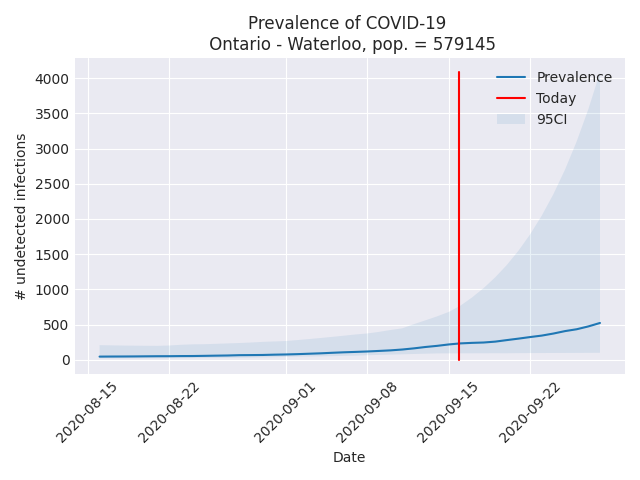 Prevalence of COVID-19
Ontario - Waterloo, pop. = 579145
Prevalence
Today
95CI
4000
3500
3000
2500
2000
1500
1000
500
0
# undetected infections
2020-08-15
2020-08-22
2020-09-01
2020-09-08
2020-09-15
2020-09-22
Date